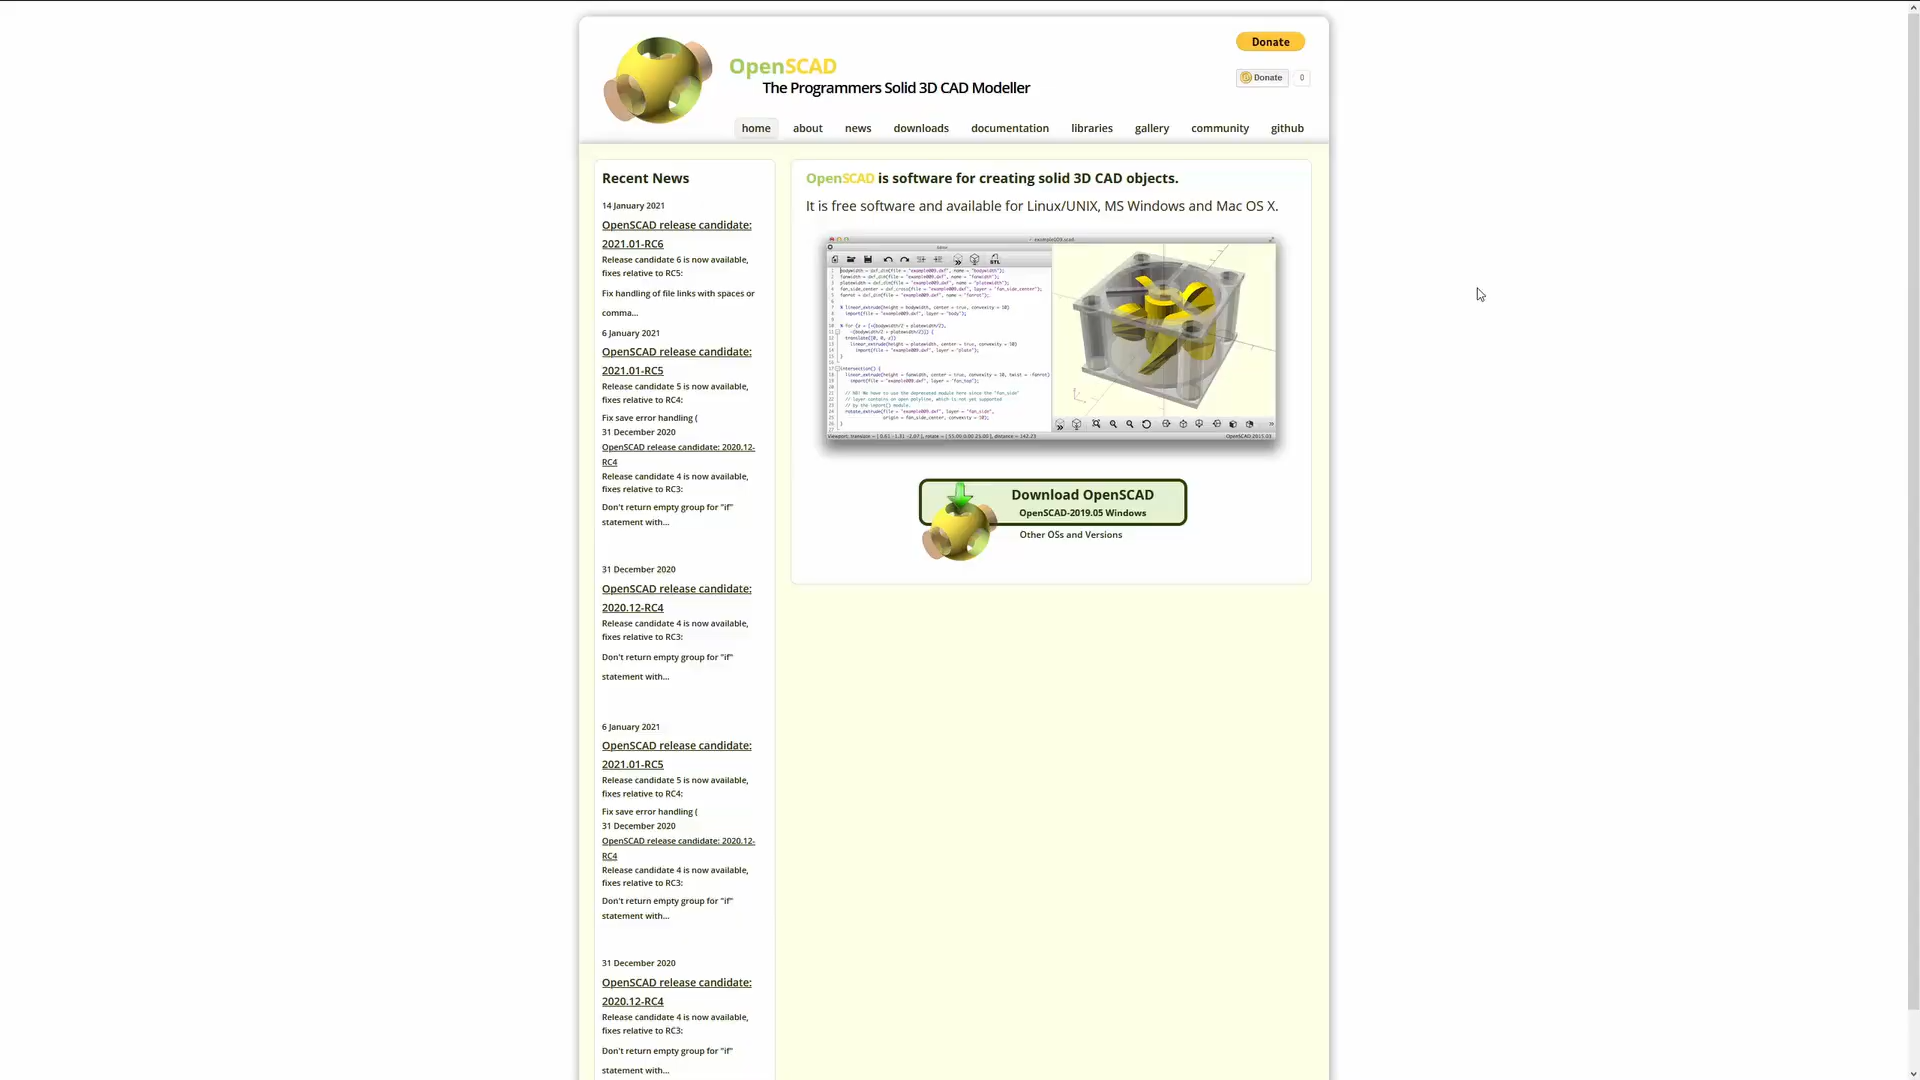 Donate
OpenSCAD
Donate 0
The Programmers Solid 3D CAD Modeller
home about news downloads documentation libraries gallery community github
Recent News
14 January 2021
OpenSCAD release candidate:
2021.01-RC6
Release candidate 6 is now available,
fixes relative to RC5:
Fix handling of file links with spaces or
comma...
6 January 2021
OpenSCAD release candidate:
2021.01-RC5
Release candidate 5 is now available,
fixes relative to RC4:
Fix save error handling (
31 December 2020
OpenSCAD release candidate: 2020.12-
RC4
Release candidate 4 is now available,
fixes relative to RC3:
Don't return empty group for "if"
statement with...
31 December 2020
OpenSCAD release candidate:
2020.12-RC4
Release candidate 4 is now available,
fixes relative to RC3:
Don't return empty group for "if"
statement with...
6 January 2021
OpenSCAD release candidate:
2021.01-RC5
Release candidate 5 is now available,
fixes relative to RC4:
Fix save error handling (
31 December 2020
OpenSCAD release candidate: 2020.12-
RC4
Release candidate 4 is now available,
fixes relative to RC3:
Don't return empty group for "if"
statement with...
31 December 2020
OpenSCAD release candidate:
2020.12-RC4
Release candidate 4 is now available,
fixes relative to RC3:
Don't return empty group for "if"
statement with...
OpenSCAD is software for creating solid 3D CAD objects.
It is free software and available for Linux/UNIX, MS Windows and Mac OS X.
Download OpenSCAD
OpenSCAD-2019.05 Windows
Other OSs and Versions